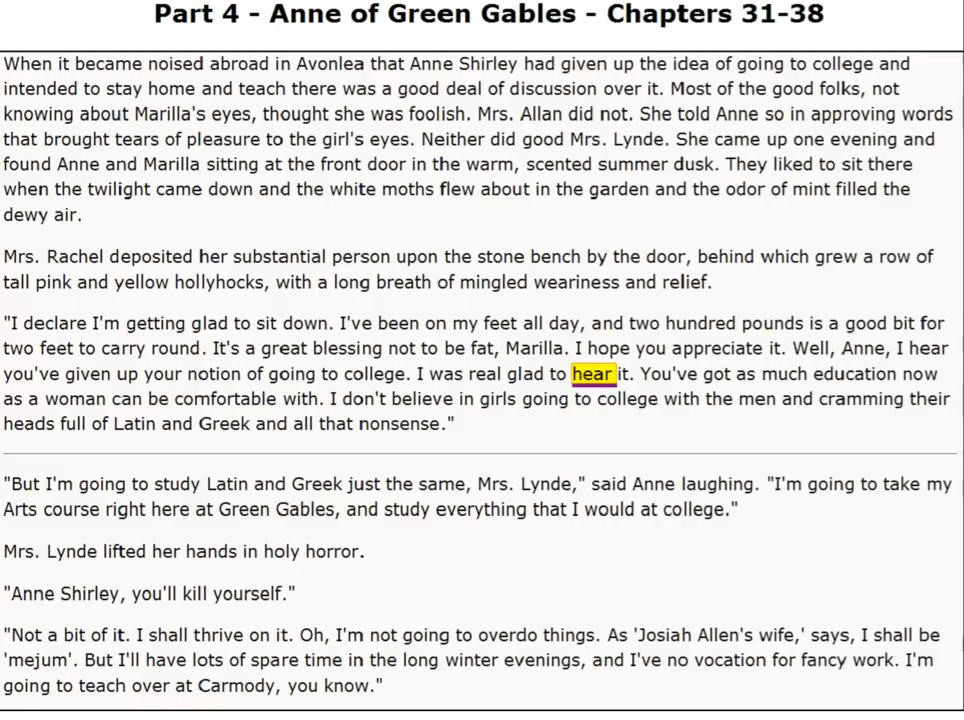 Part 4 - Anne of Green Gables - Chapters 31-38
When it became noised abroad in Avonlea that Anne Shirley had given up the idea of going to college and
intended to stay home and teach there was a good deal of discussion over it. Most of the good folks, not
knowing about Marilla's eyes, thought she was foolish. Mrs. Allan did not. She told Anne so in approving words
that brought tears of pleasure to the girl's eyes. Neither did good Mrs. Lynde. She came up one evening and
found Anne and Marilla sitting at the front door in the warm, scented summer dusk. They liked to sit there
when the twilight came down and the white moths flew about in the garden and the odor of mint filled the
dewy air.
Mrs. Rachel deposited her substantial person upon the stone bench by the door, behind which grew a row of
tall pink and yellow hollyhocks, with a long breath of mingled weariness and relief.
"I declare I'm getting glad to sit down. I've been on my feet all day, and two hundred pounds is a good bit for
two feet to carry round. It's a great blessing not to be fat, Marilla. I hope you appreciate it. Well, Anne, I hear
you've given up your notion of going to college. I was real glad to hear it. You've got as much education now
as a woman can be comfortable with. I don't believe in girls going to college with the men and cramming their
heads full of Latin and Greek and all that nonsense."
"But I'm going to study Latin and Greek just the same, Mrs. Lynde," said Anne laughing. "I'm going to take my
Arts course right here at Green Gables, and study everything that I would at college."
Mrs. Lynde lifted her hands in holy horror.
"Anne Shirley, you'll kill yourself."
"Not a bit of it. I shall thrive on it. Oh, I'm not going to overdo things. As 'Josiah Allen's wife,' says, I shall be
'mejum'. But I'll have lots of spare time in the long winter evenings, and I've no vocation for fancy work. I'm
going to teach over at Carmody, you know."